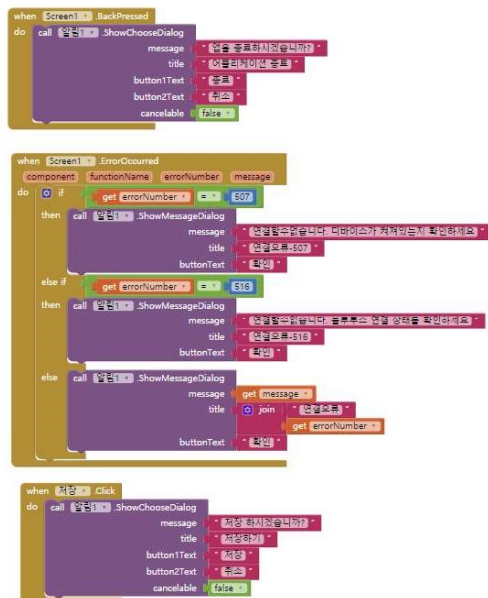 when Screen1 .BackPressed
do call 알림1 .ShowChooseDialog
message " 앱을 종료하시겠습니까? "
title " 어플리케이션 종료 "
button1Text " 종료 "
button2Text " 취소 "
cancelable false
when Screen1 .ErrorOccurred
component functionName errorNumber message
do if get errorNumber = 507
then call 알림1 .ShowMessageDialog
message " 연결할수없습니다. 디바이스가 켜져있는지 확인하세요 "
title " 연결오류-507 "
buttonText " 확인 "
else if get errorNumber = 516
then call 알림1 .ShowMessageDialog
message " 연결할수없습니다. 블루투스 연결 상태를 확인하세요 "
title " 연결오류-516 "
buttonText " 확인 "
else call 알림1 .ShowMessageDialog
message get message
title join " 연결오류 "
get errorNumber
buttonText " 확인 "
when 저장 .Click
do call 알림1 .ShowChooseDialog
message " 저장 하시겠습니까? "
title " 저장하기 "
button1Text " 저장 "
button2Text " 취소 "
cancelable false